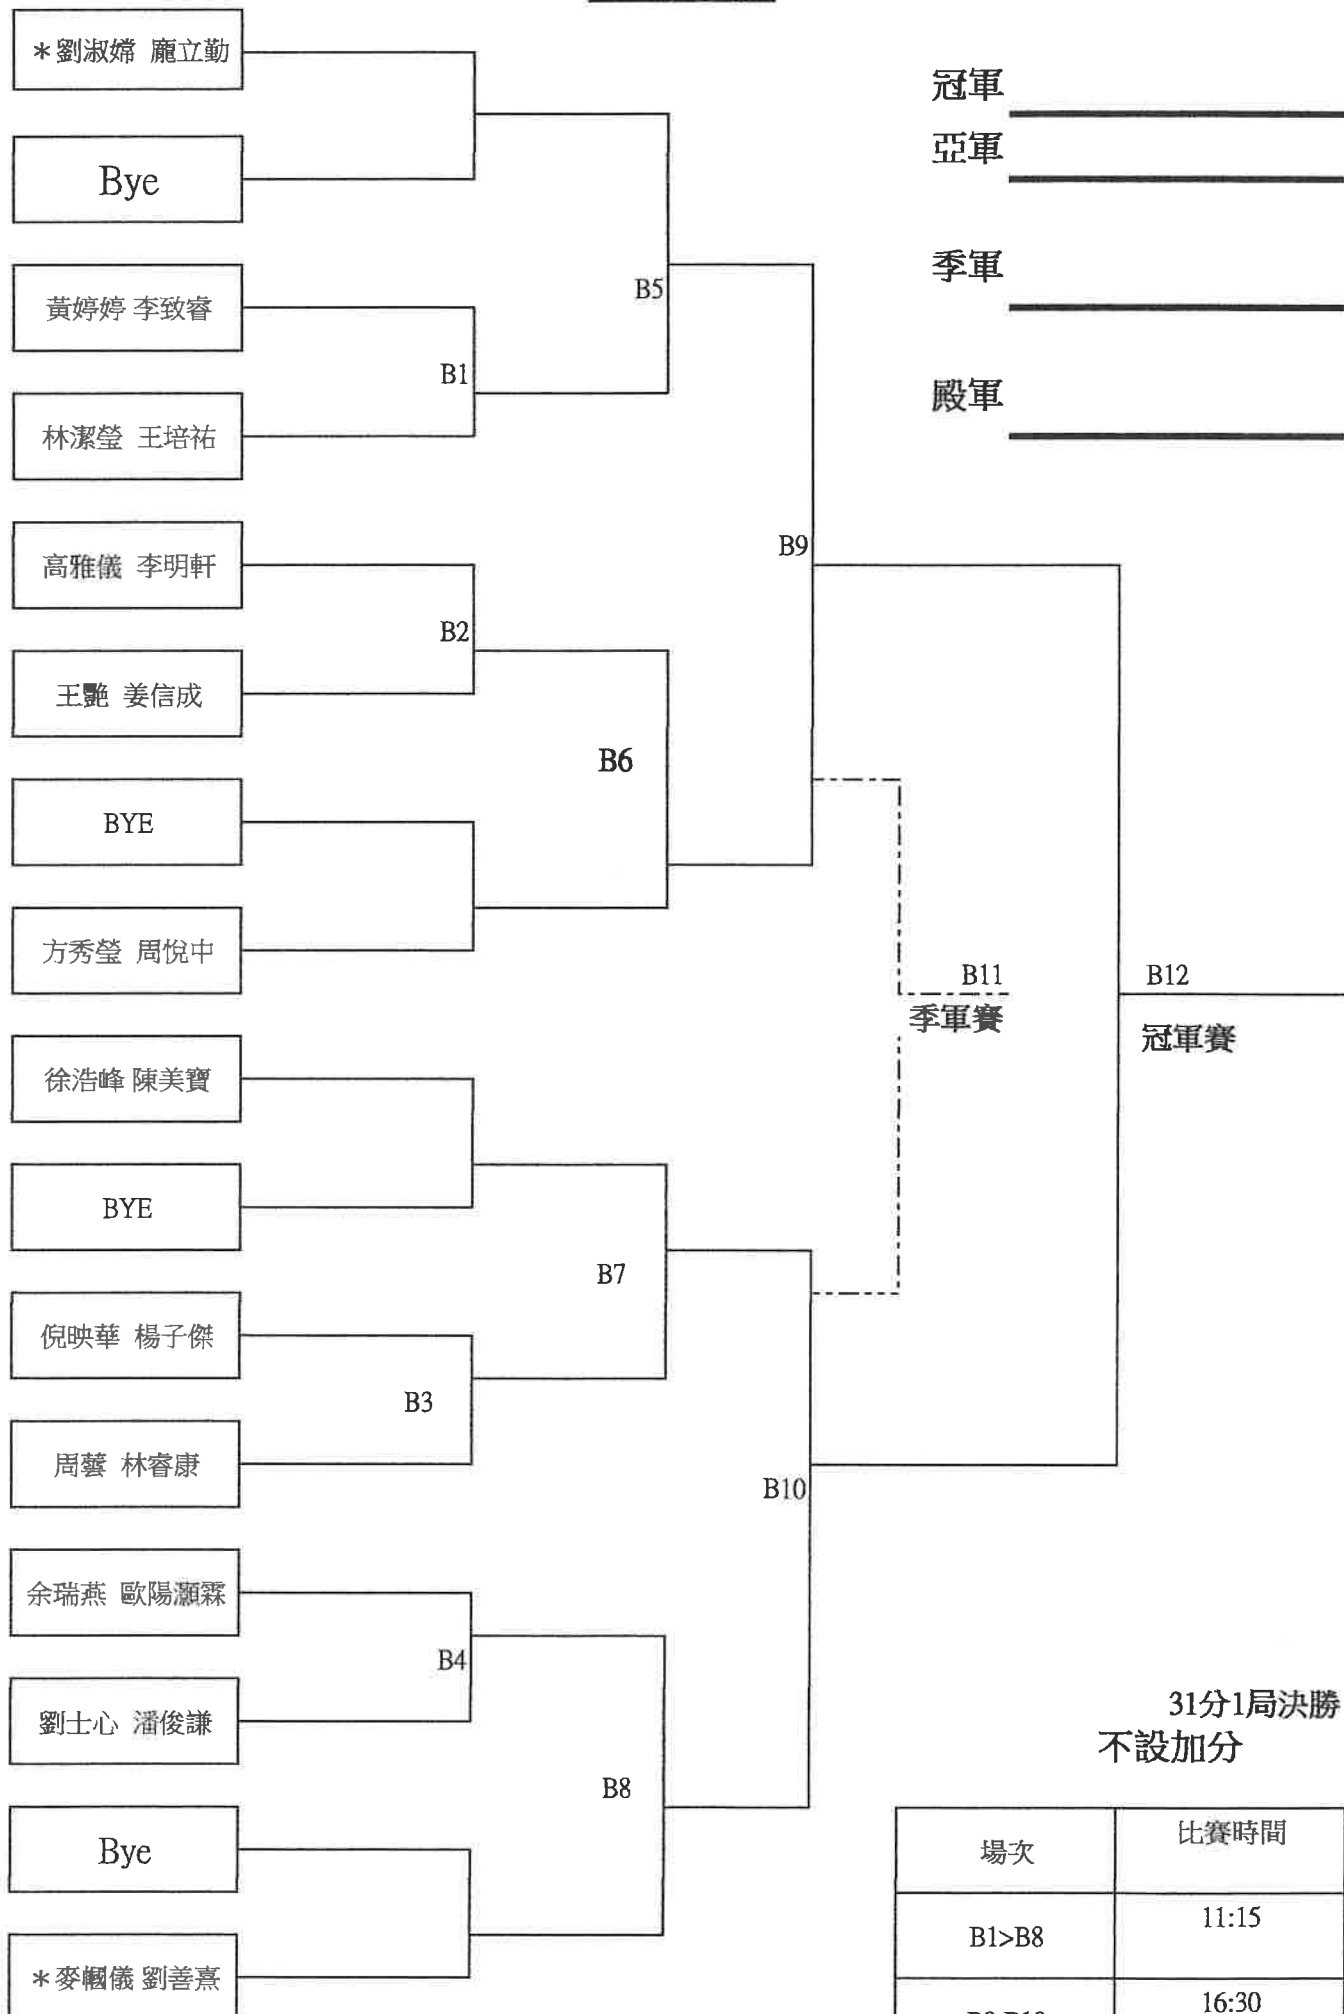 ＊劉淑嫦 龐立勤
Bye
黃婷婷 李致睿
林潔瑩 王培祐
高雅儀 李明軒
王艷 姜信成
BYE
方秀瑩 周悅中
徐浩峰 陳美寶
BYE
倪映華 楊子傑
周藝 林睿康
余瑞燕 歐陽灝霖
劉士心 潘俊謙
Bye
＊麥幗儀 劉善熹
B1
B2
B3
B4
B5
B6
B7
B8
B9
B10
B11
季軍賽
B12
冠軍賽
冠軍
亞軍
季軍
殿軍
31分1局決勝
不設加分
場次 比賽時間
B1>B8 11:15
16:30